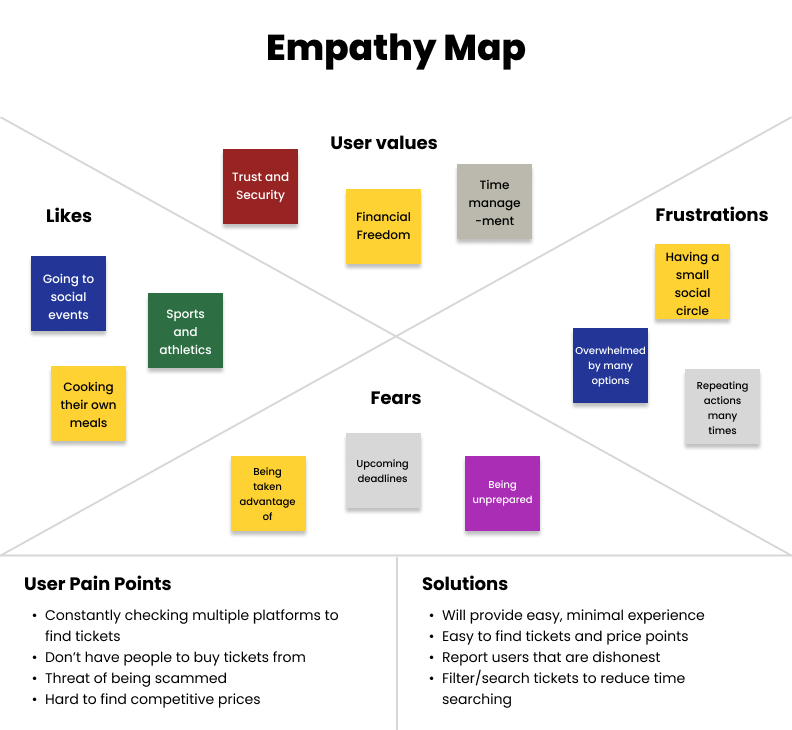 Empathy Map
User values
Trust and
Security
Financial
Freedom
Time
manage
-ment
Likes
Going to
social
events
Sports
and
athletics
Cooking
their own
meals
Frustrations
Having a
small
social
circle
Overwhelmed
by many
options
Repeating
actions
many
times
Fears
Being
taken
advantage
of
Upcoming
deadlines
Being
unprepared
User Pain Points
• Constantly checking multiple platforms to
find tickets
• Don’t have people to buy tickets from
• Threat of being scammed
• Hard to find competitive prices
Solutions
• Will provide easy, minimal experience
• Easy to find tickets and price points
• Report users that are dishonest
• Filter/search tickets to reduce time
searching